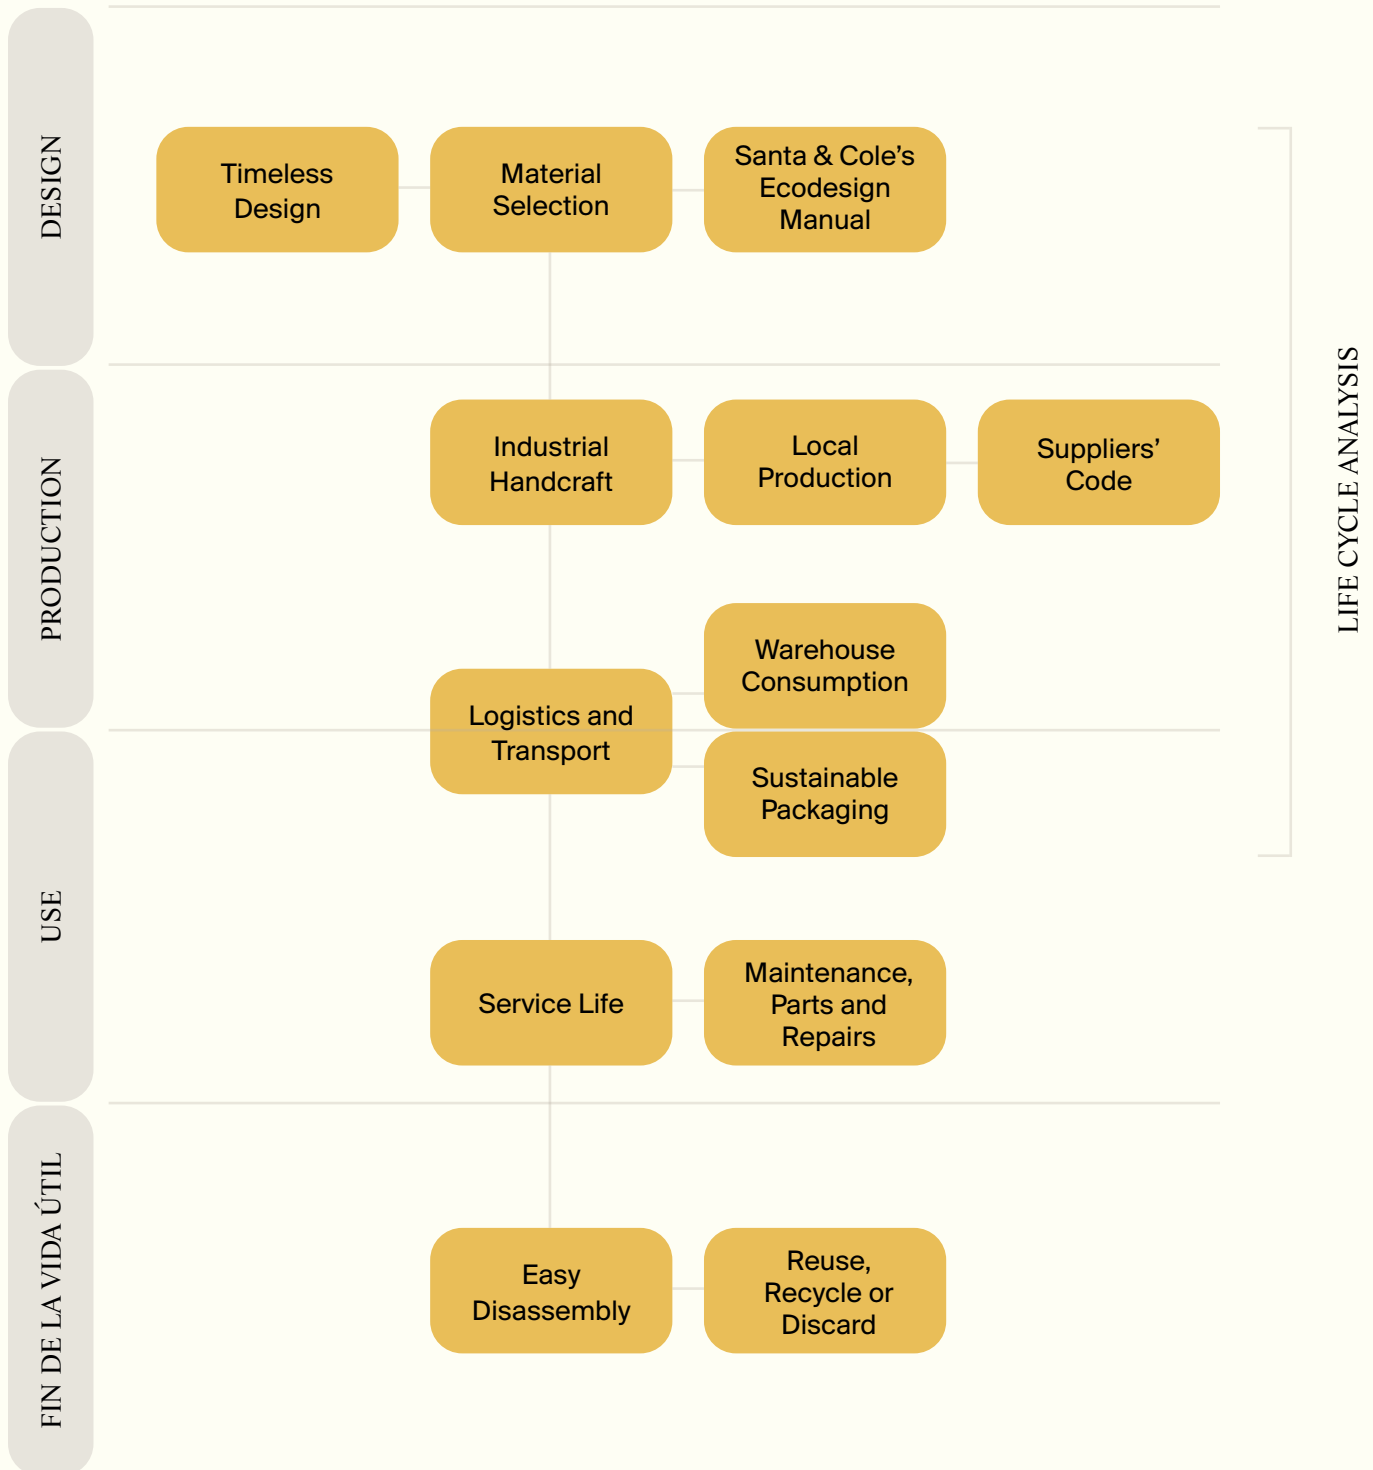 DESIGN
Timeless
Design
Material
Selection
Santa & Cole’s
Ecodesign
Manual
PRODUCTION
Industrial
Handcraft
Local
Production
Suppliers’
Code
Logistics and
Transport
Warehouse
Consumption
Sustainable
Packaging
USE
Service Life
Maintenance,
Parts and
Repairs
FIN DE LA VIDA ÚTIL
Easy
Disassembly
Reuse,
Recycle or
Discard
LIFE CYCLE ANALYSIS